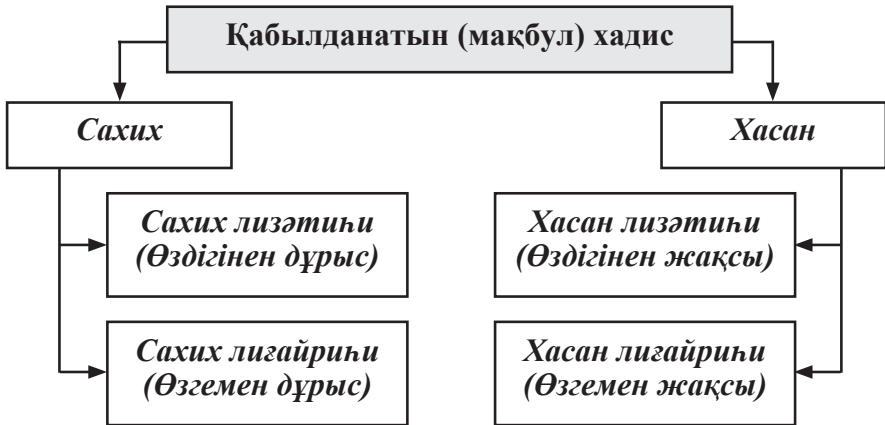 Қабылданатын (мақбул) хадис
Сахих
Хасан
Сахих лизәтиһи
(Өздігінен дұрыс)
Хасан лизәтиһи
(Өздігінен жақсы)
Сахих лиғайриһи
(Өзгемен дұрыс)
Хасан лиғайриһи
(Өзгемен жақсы)